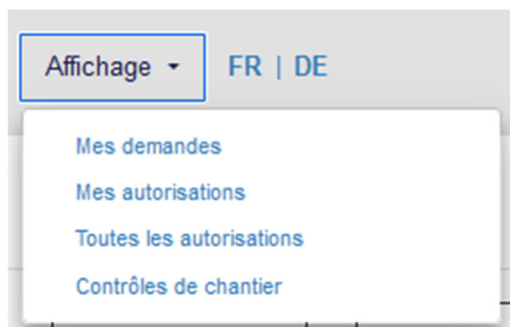 Affichage FR | DE
Mes demandes
Mes autorisations
Toutes les autorisations
Contrôles de chantier